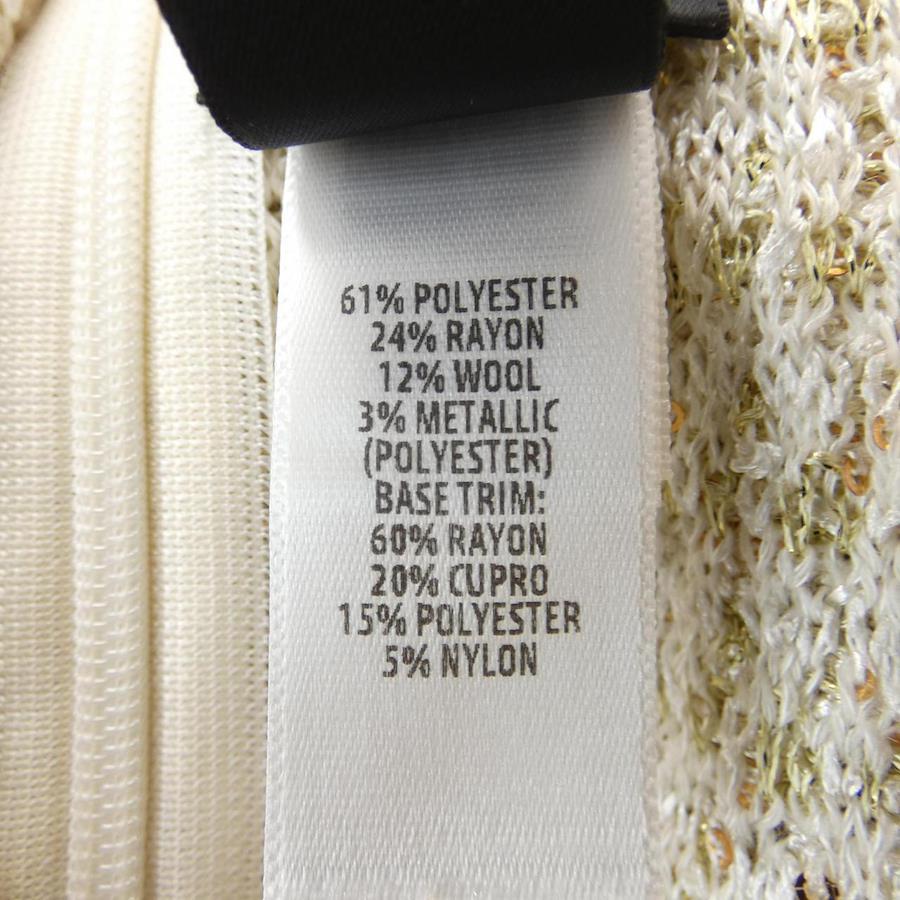 61% POLYESTER
24% RAYON
12% WOOL
3% METALLIC
(POLYESTER)
BASE TRIM:
60% RAYON
20% CUPRO
15% POLYESTER
5% NYLON